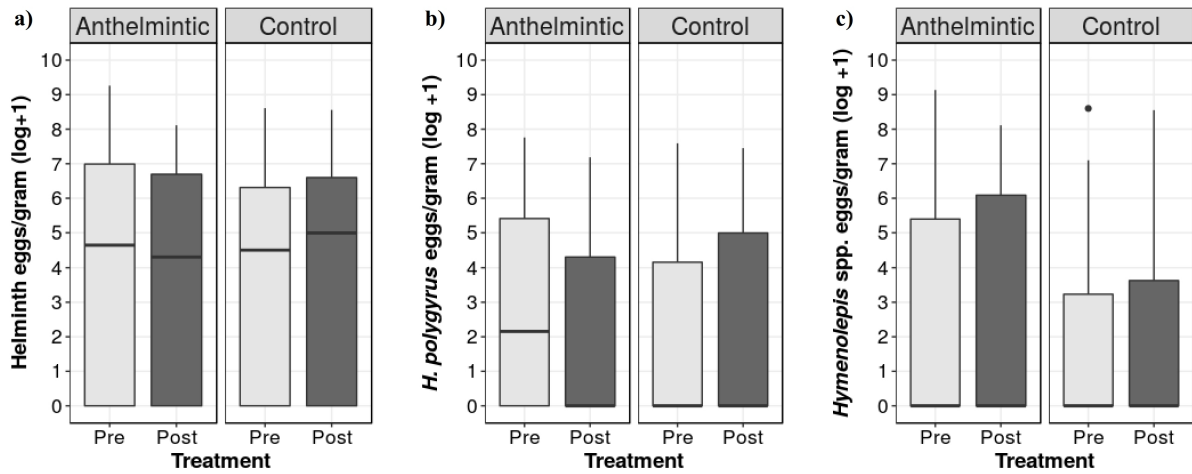 a)
Helminth eggs/gram (log+1)
Anthelmintic
Control
10
9
8
7
6
5
4
3
2
1
0
Pre
Post
Pre
Post
Treatment
b)
H. polygyrus eggs/gram (log +1)
Anthelmintic
Control
10
9
8
7
6
5
4
3
2
1
0
Pre
Post
Pre
Post
Treatment
c)
Hymenolepis spp. eggs/gram (log +1)
Anthelmintic
Control
10
9
8
7
6
5
4
3
2
1
0
Pre
Post
Pre
Post
Treatment